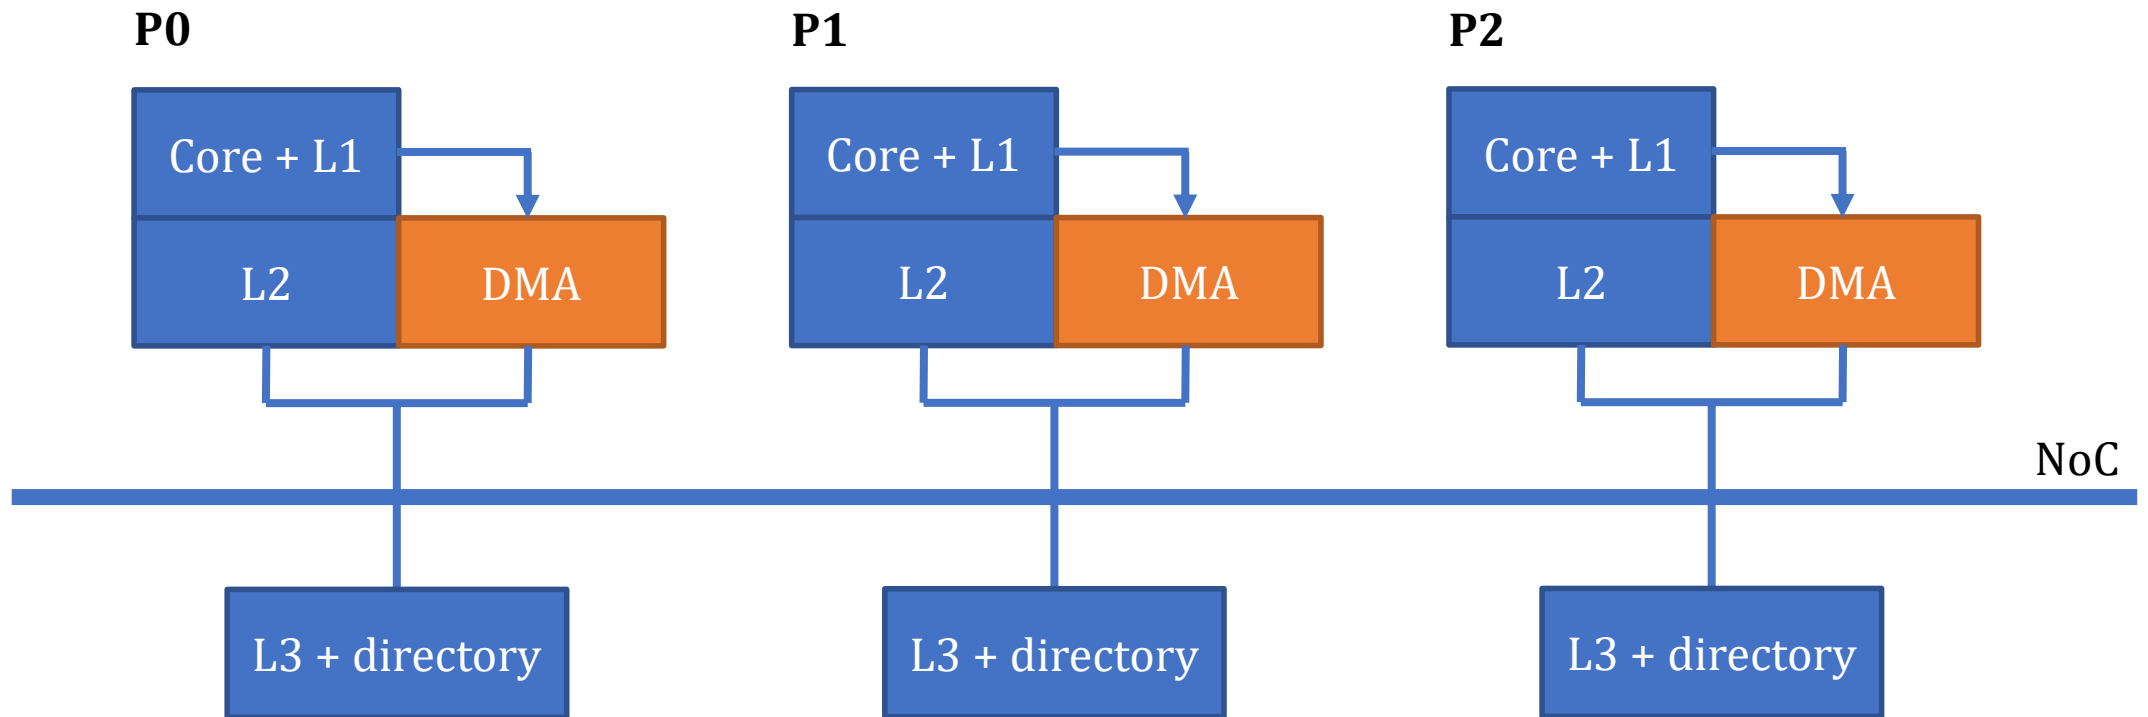 P0
P1
P2
Core + L1
Core + L1
Core + L1
L2
DMA
L2
DMA
L2
DMA
NoC
L3 + directory
L3 + directory
L3 + directory